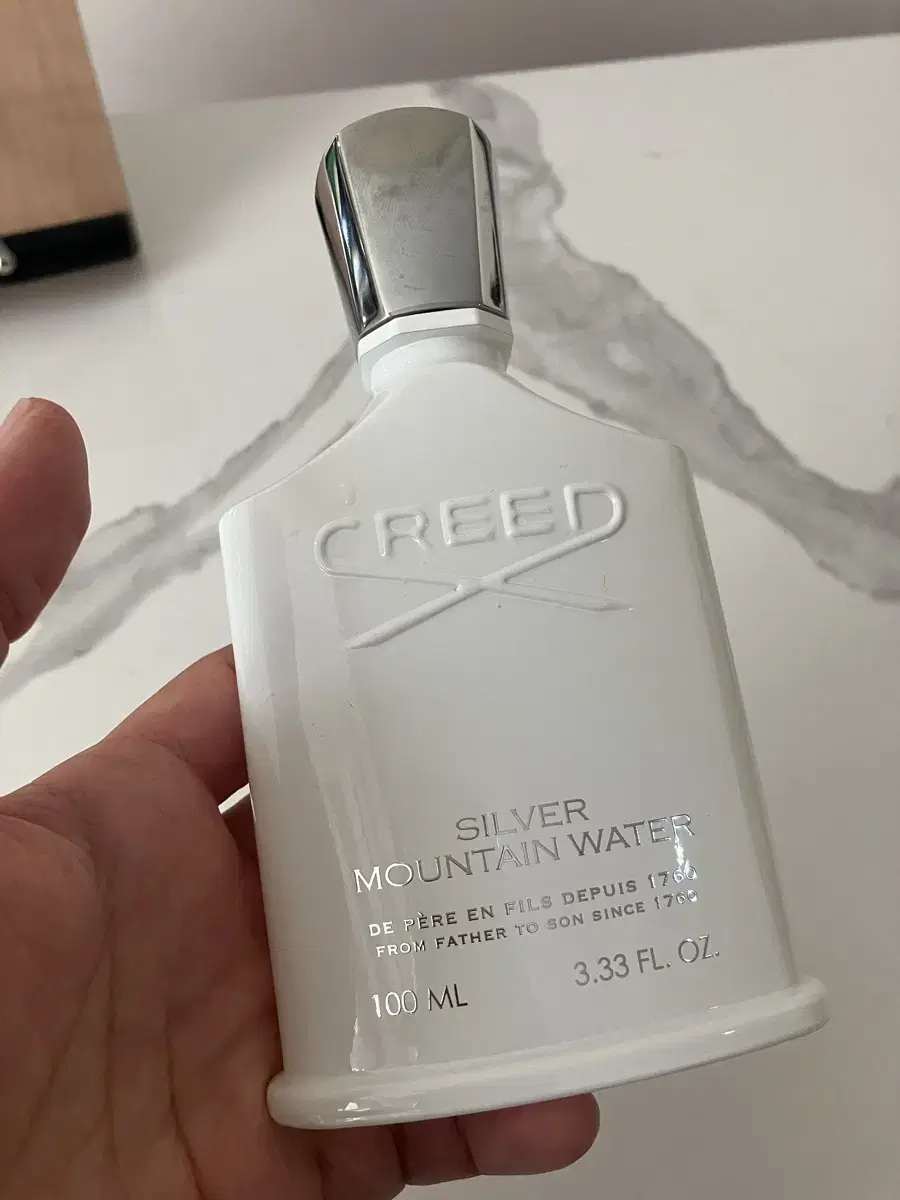 CREED
SILVER
MOUNTAIN WATER
DE PÈRE EN FILS DEPUIS 1760
FROM FATHER TO SON SINCE 1760
100 ML
3.33 FL. OZ.